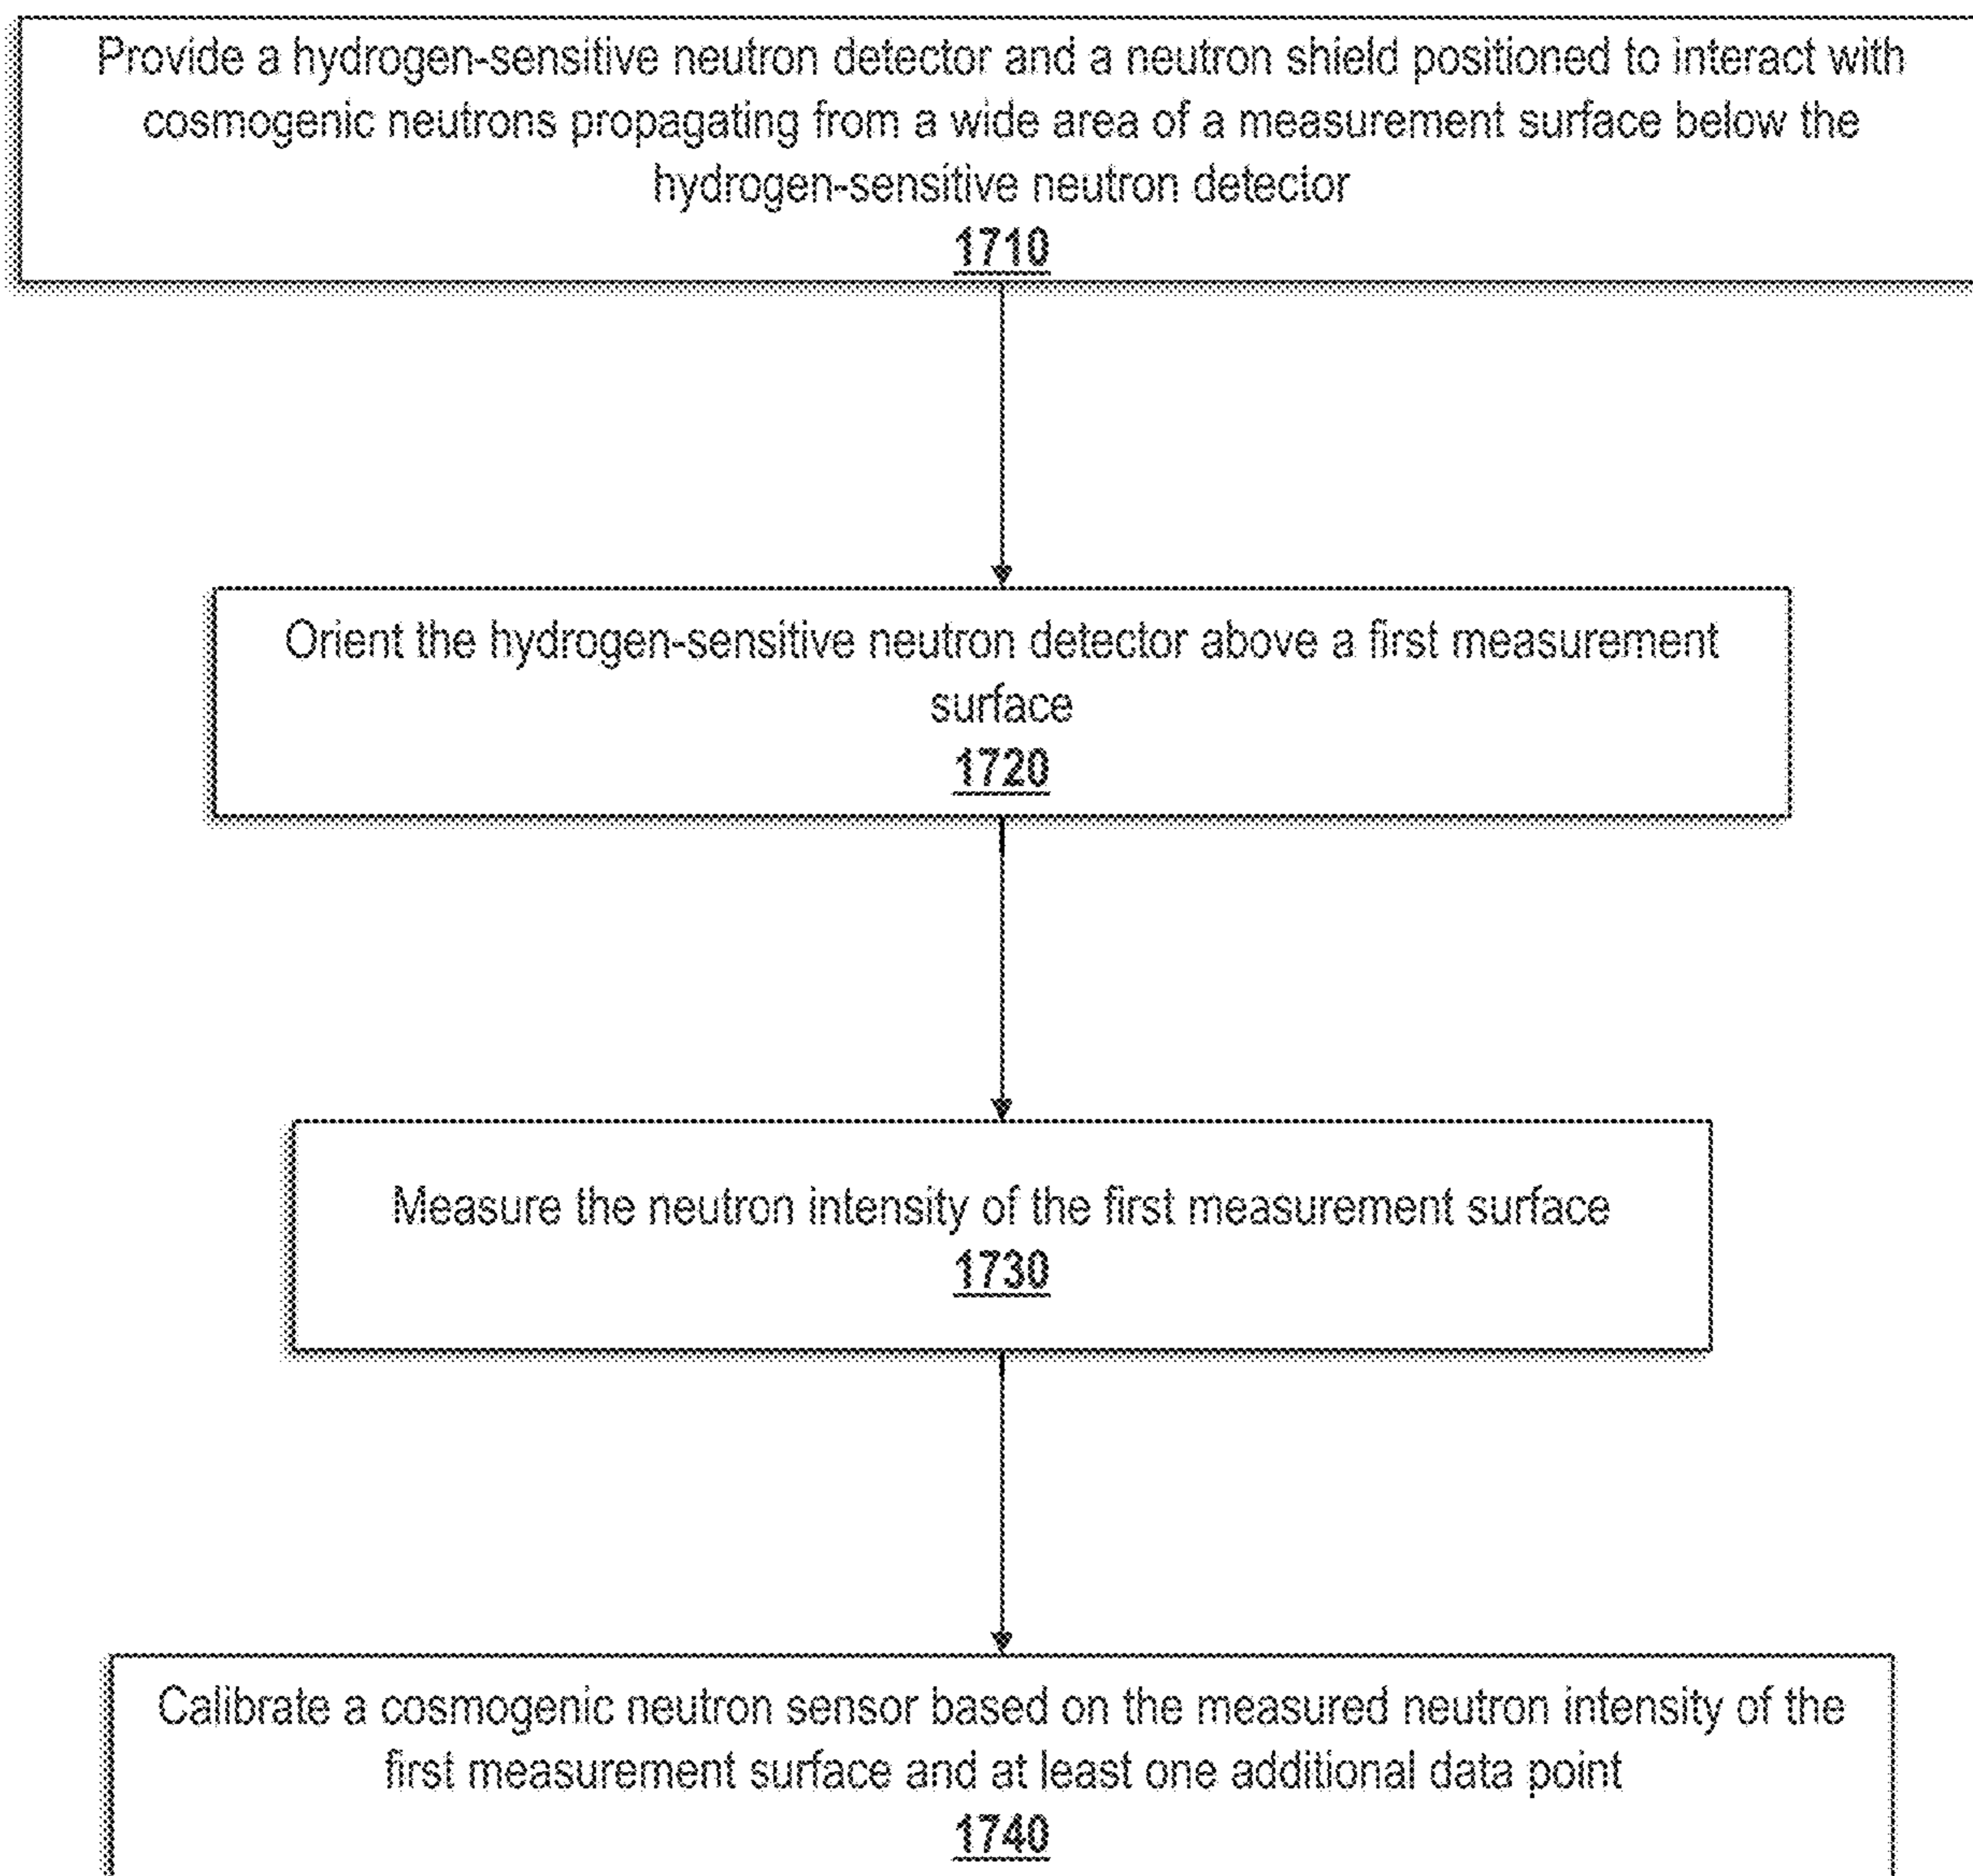 Provide a hydrogen-sensitive neutron detector and a neutron shield positioned to interact with
cosmogenic neutrons propagating from a wide area of a measurement surface below the
hydrogen-sensitive neutron detector
1710
Orient the hydrogen-sensitive neutron detector above a first measurement
surface
1720
Measure the neutron intensity of the first measurement surface
1730
Calibrate a cosmogenic neutron sensor based on the measured neutron intensity of the
first measurement surface and at least one additional data point
1740